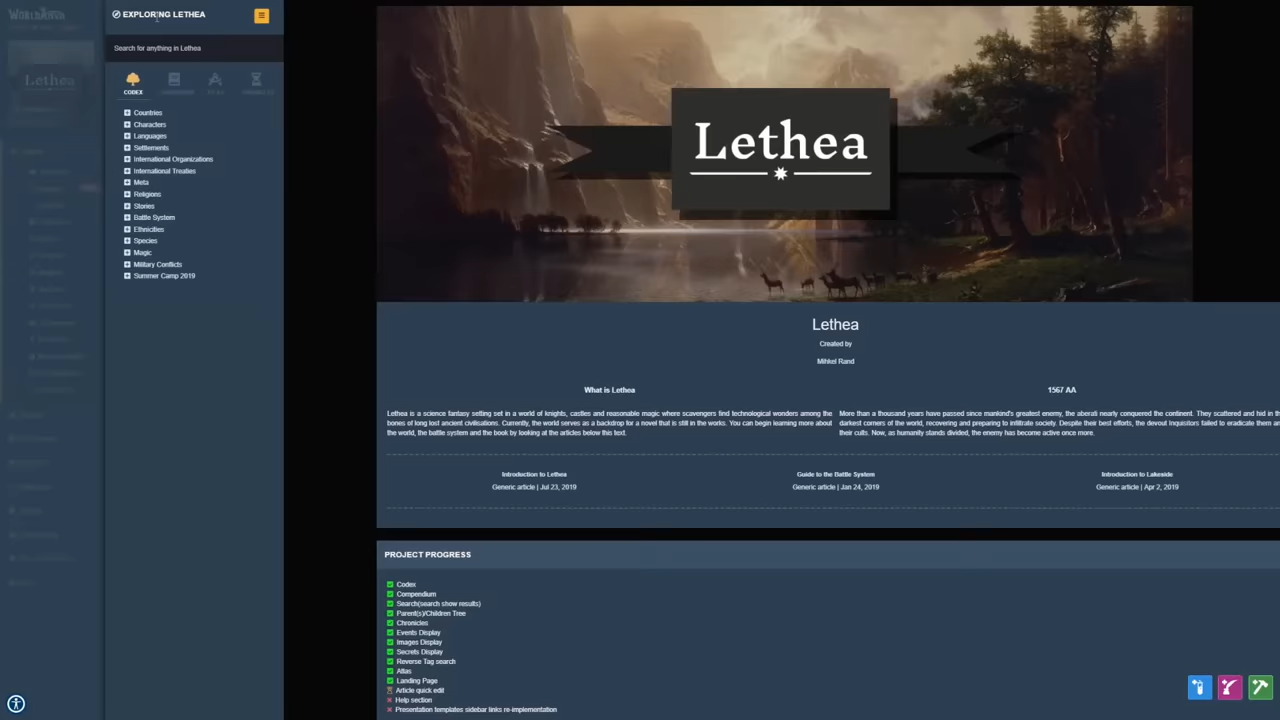 WORLDANVIL
Lethea
EXPLORING LETHEA
Search for anything in Lethea
CODEX
Countries
Characters
Languages
Settlements
International Organizations
International Treaties
Meta
Religions
Stories
Battle System
Ethnicities
Species
Magic
Military Conflicts
Summer Camp 2019
Lethea
Lethea
Created by
Mihkel Rand
What is Lethea
Lethea is a science fantasy setting set in a world of knights, castles and reasonable magic where scavengers find technological wonders among the
bones of long lost ancient civilisations. Currently, the world serves as a backdrop for a novel that is still in the works. You can begin learning more about
the world, the battle system and the book by looking at the articles below this text.
1567 AA
More than a thousand years have passed since mankind's greatest enemy, the aberati nearly conquered the continent. They scattered and hid in th
darkest corners of the world, recovering and preparing to infiltrate society. Despite their best efforts, the devout Inquisitors failed to eradicate them an
their cults. Now, as humanity stands divided, the enemy has become active once more.
Introduction to Lethea
Generic article | Jul 23, 2019
Guide to the Battle System
Generic article | Jan 24, 2019
Introduction to Lakeside
Generic article | Apr 2, 2019
PROJECT PROGRESS
Codex
Compendium
Search(search show results)
Parent(s)/Children Tree
Chronicles
Events Display
Images Display
Secrets Display
Reverse Tag search
Atlas
Landing Page
Article quick edit
Help section
Presentation templates sidebar links re-implementation